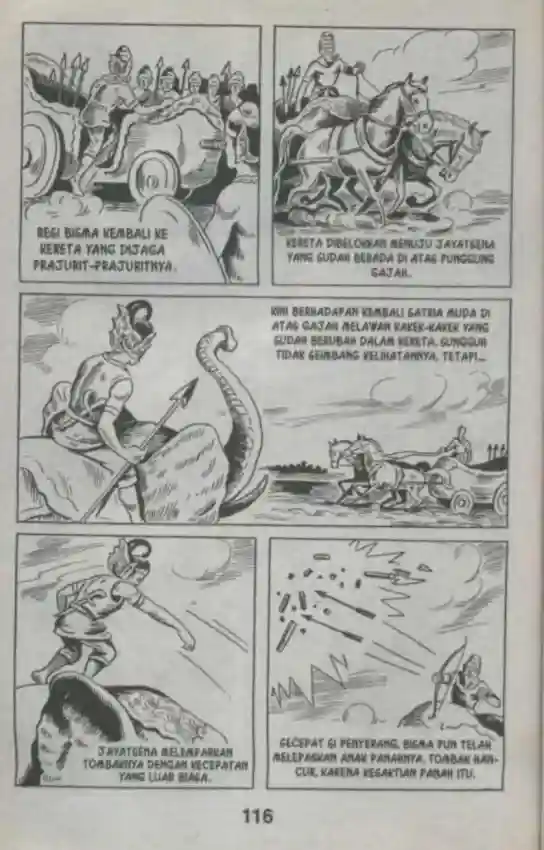 RESI BISMA KEMBALI KE
KERETA YANG DIJAGA
PRAJURIT-PRAJURITNYA.
KERETA DIBELOKKAN MENUJU JAYATSENA
YANG SUDAH BERADA DI ATAS PUNGGUNG
GAJAH.
KINI BERHADAPAN KEMBALI SATRIA MUDA DI
ATAS GAJAH MELAWAN KAKEK-KAKEK YANG
SUDAH BERUBAH DALAM KERETA. SUNGGUH
TIDAK SEIMBANG KELIHATANNYA, TETAPI...
JAYATSENA MELEMPARKAN
TOMBAKNYA DENGAN KECEPATAN
YANG LUAR BIASA.
SECEPAT SI PENYERANG, BISMA PUN TELAH
MELEPASKAN ANAK PANAHNYA. TOMBAK HAN-
CUR, KARENA KESAKTIAN PANAH ITU.
116